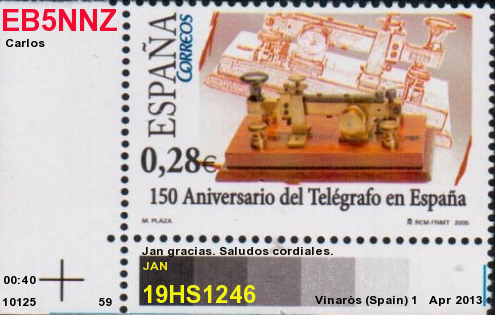 EB5NNZ
Carlos
ESPAÑA
CORREOS
0,28€
150 Aniversario del Telégrafo en España
M. PLAZA
RCM-FNMT 2005
Jan gracias. Saludos cordiales.
JAN
19HS1246
00:40
10125
59
Vinaròs (Spain) 1 Apr 2013